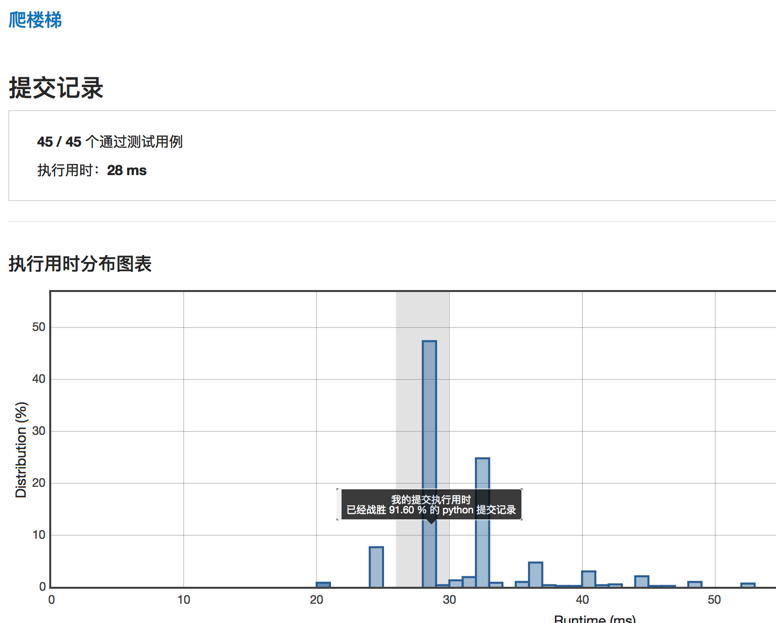 爬楼梯
提交记录
45 / 45 个通过测试用例
执行用时：28 ms
执行用时分布图表
50
40
30
20
10
0
Distribution (%)
我的提交执行用时
已经战胜 91.60 % 的 python 提交记录
0 10 20 30 40 50
Runtime (ms)